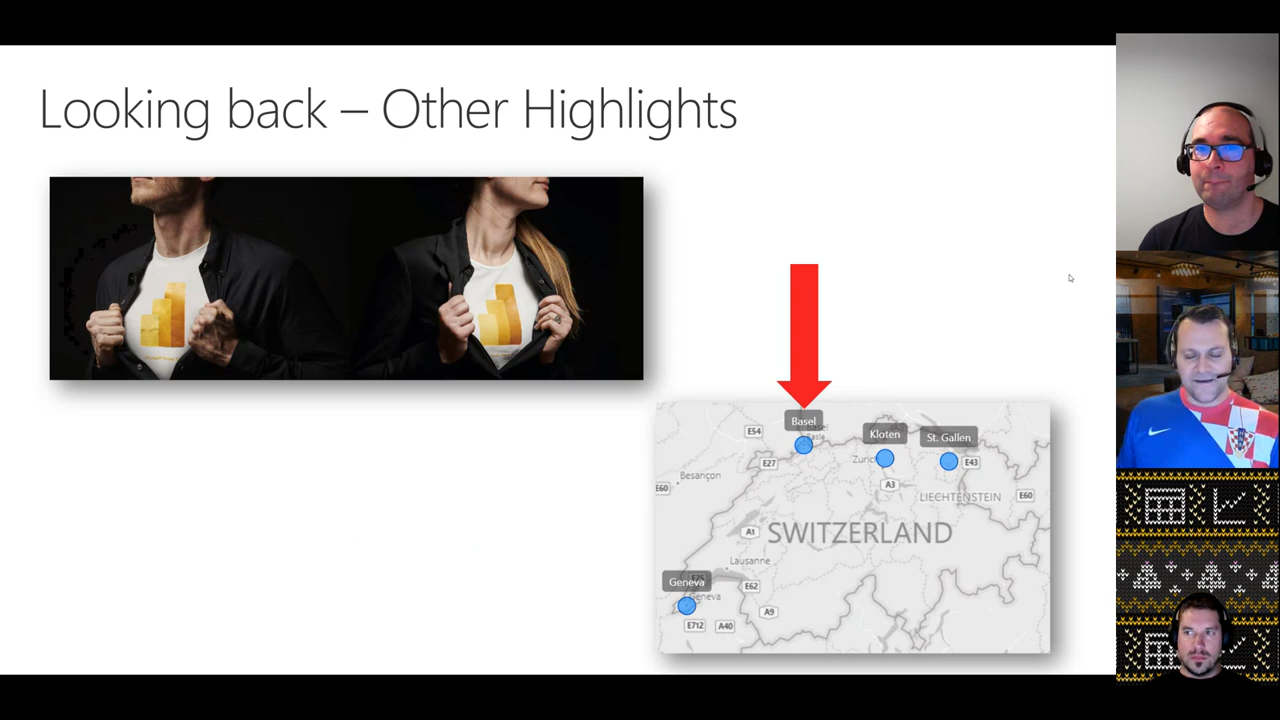 Looking back – Other Highlights
Basel
E54
Kloten
St. Gallen
E27
E43
Besançon
A3
E60
LIECHTENSTEIN
E60
A1
SWITZERLAND
Lausanne
Geneva
E62
Geneva
A9
E712
A40